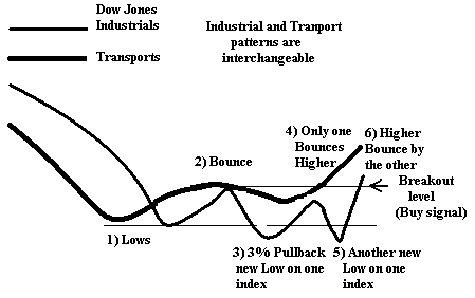 Dow Jones
Industrials
Transports
Industrial and Tranport
patterns are
interchangeable
4) Only one
Bounces
Higher
6) Higher
Bounce by
the other
2) Bounce
Breakout
level
(Buy signal)
1) Lows
3) 3% Pullback
new Low on one
index
5) Another new
Low on one
index